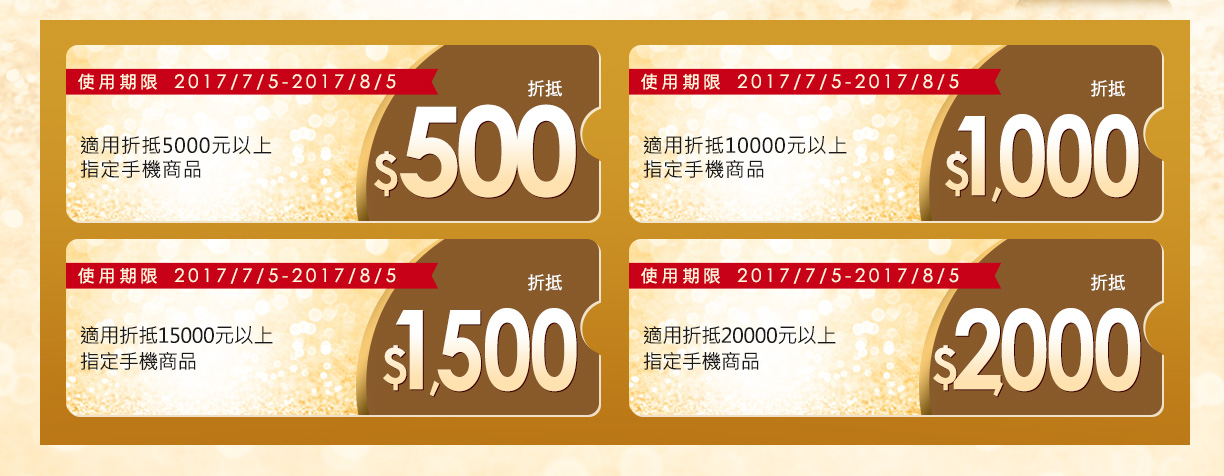 使用期限 2017/7/5-2017/8/5
折抵
適用折抵5000元以上
指定手機商品
$500
使用期限 2017/7/5-2017/8/5
折抵
適用折抵10000元以上
指定手機商品
$1,000
使用期限 2017/7/5-2017/8/5
折抵
適用折抵15000元以上
指定手機商品
$1,500
使用期限 2017/7/5-2017/8/5
折抵
適用折抵20000元以上
指定手機商品
$2,000